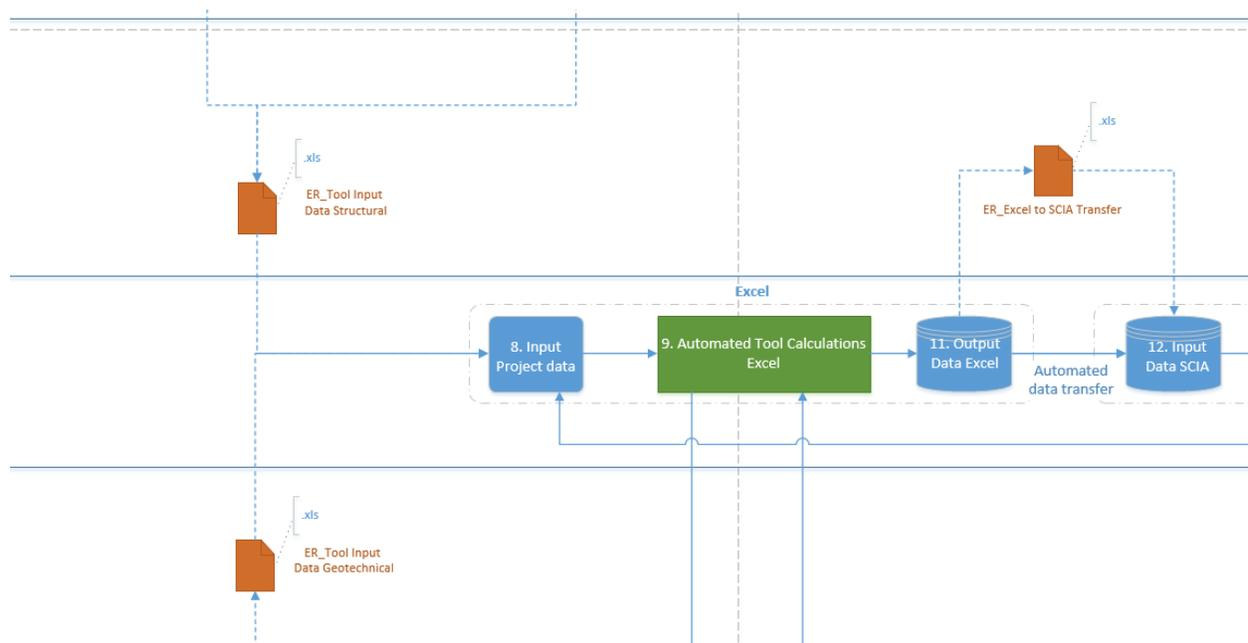 .xls
ER_Excel to SCIA Transfer
.xls
ER_Tool Input
Data Structural
Excel
8. Input
Project data
9. Automated Tool Calculations
Excel
11. Output
Data Excel
Automated
data transfer
12. Input
Data SCIA
.xls
ER_Tool Input
Data Geotechnical